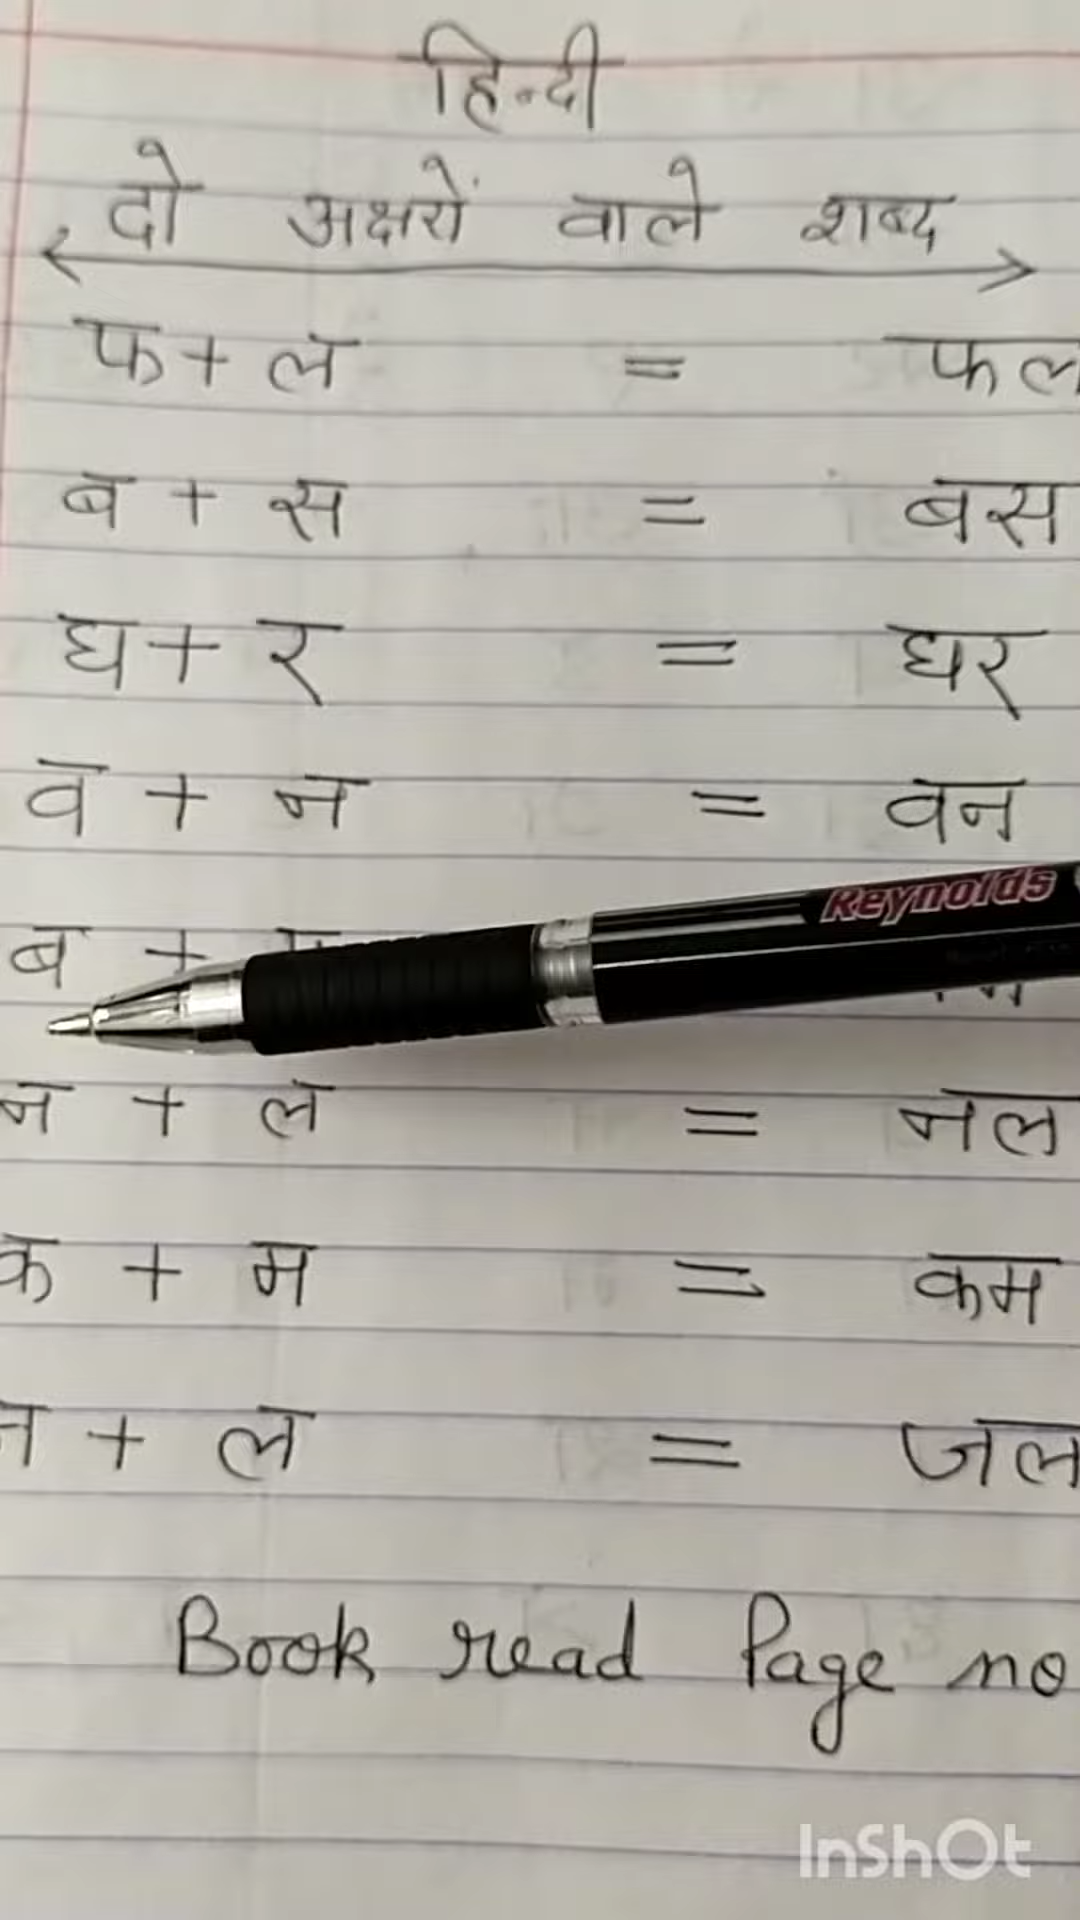 हिन्दी
दो अक्षरों वाले शब्द
फ + ल = फल
ब + स = बस
घ + र = घर
व + न = वन
Reynolds
ब +
न + ल = नल
क + म = कम
+ ल = जल
Book read Page no
InShOt